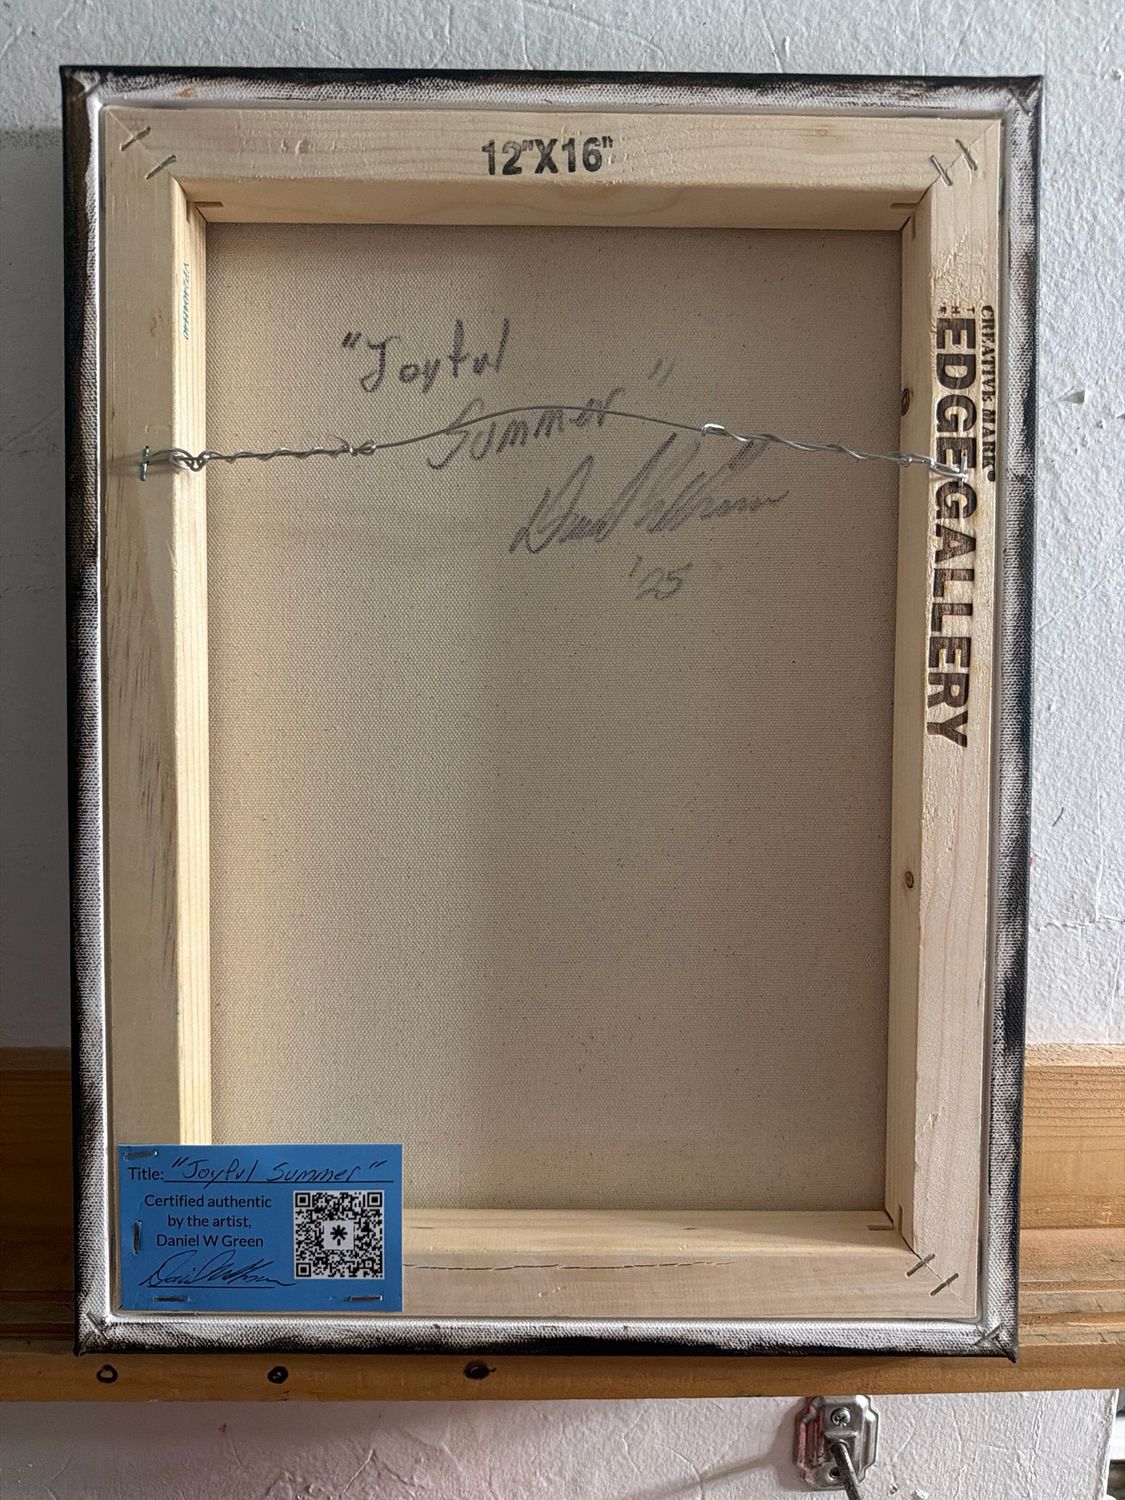 12"X16"
"Joyful
Summer"
'25
CREATIVE MARK
THE EDGE GALLERY
Title: "Joyful Summer"
Certified authentic
by the artist,
Daniel W Green